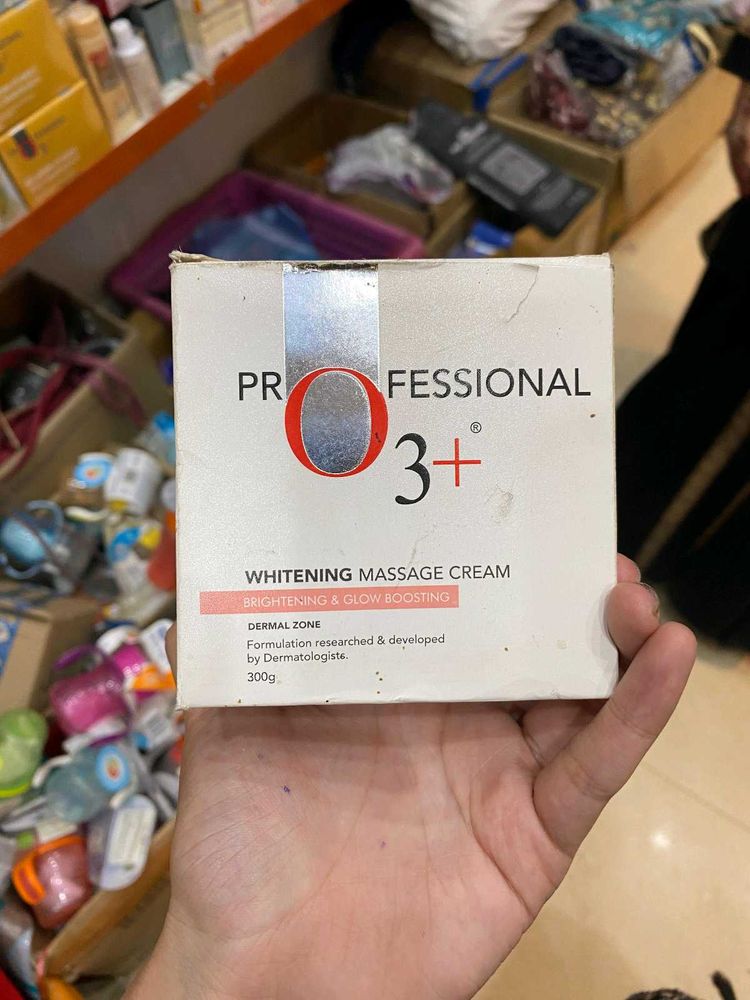 PROFESSIONAL
O3+®
WHITENING MASSAGE CREAM
BRIGHTENING & GLOW BOOSTING
DERMAL ZONE
Formulation researched & developed
by Dermatologists.
300g